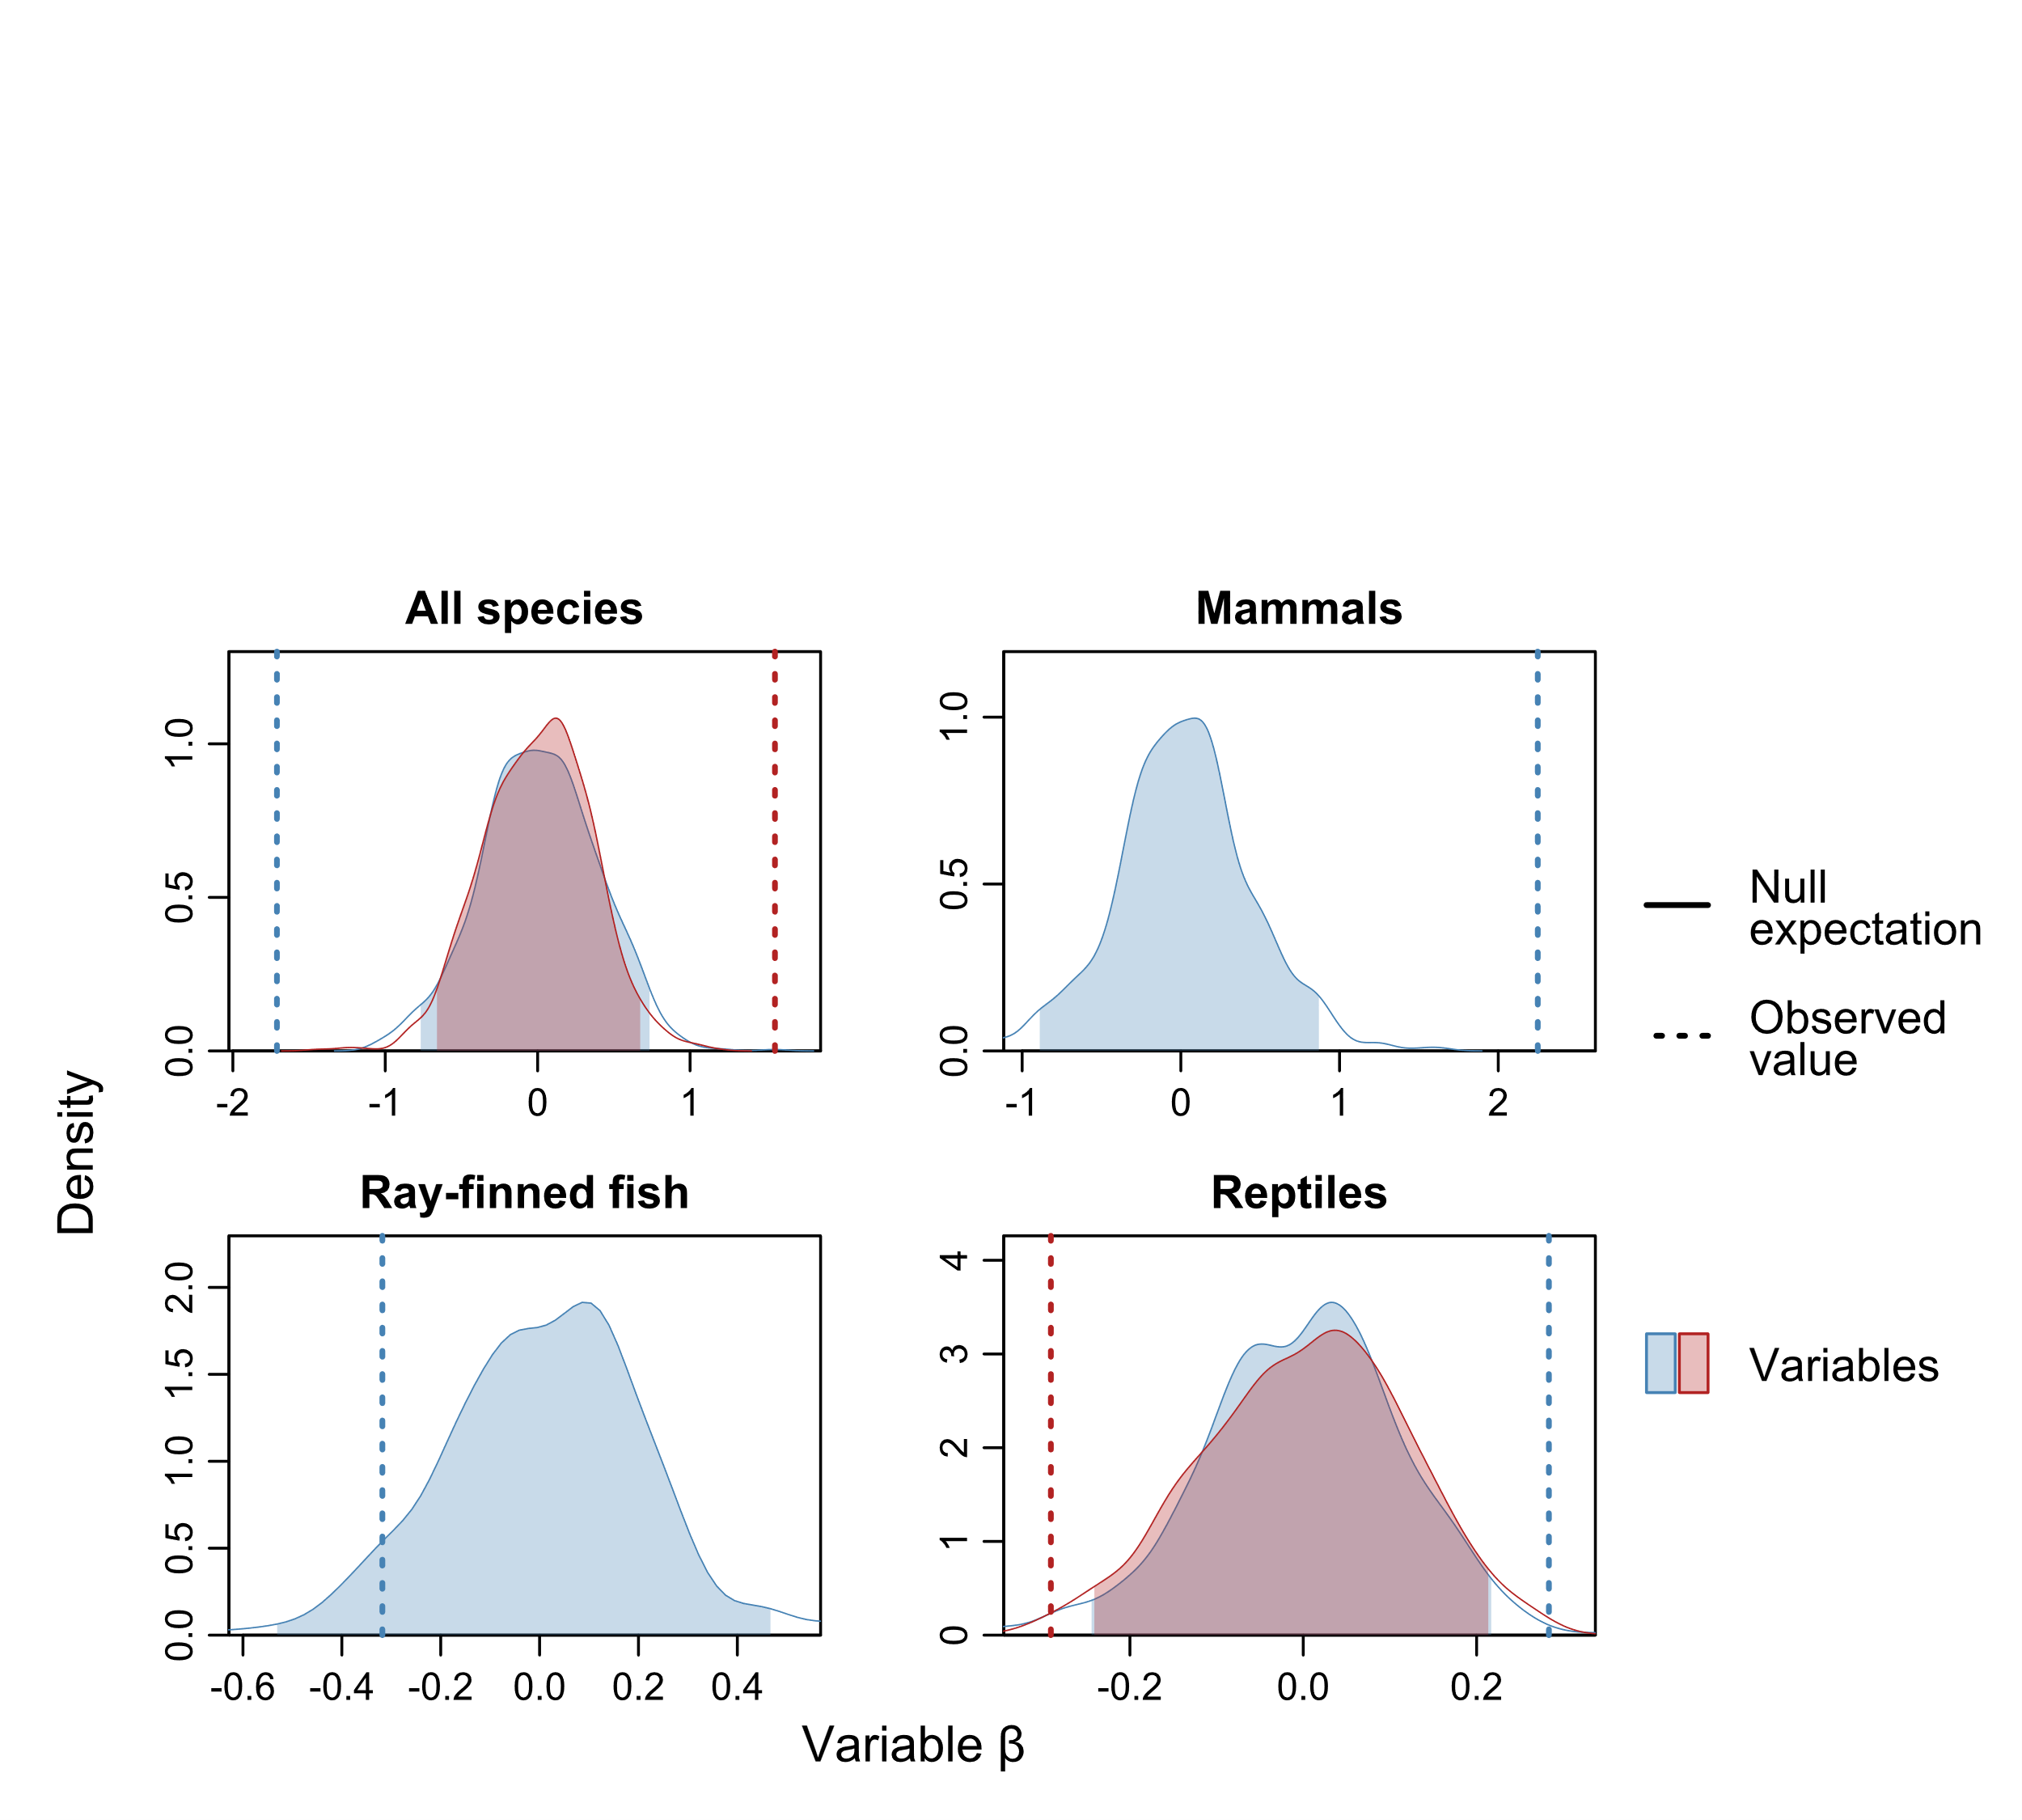 All species
Mammals
0.0 0.5 1.0
0.0 0.5 1.0
-2 -1 0 1
-1 0 1 2
Null
expectation
Observed
value
Density
Ray-finned fish
Reptiles
0.0 0.5 1.0 1.5 2.0
0 1 2 3 4
Variables
-0.6 -0.4 -0.2 0.0 0.2 0.4
-0.2 0.0 0.2
Variable β